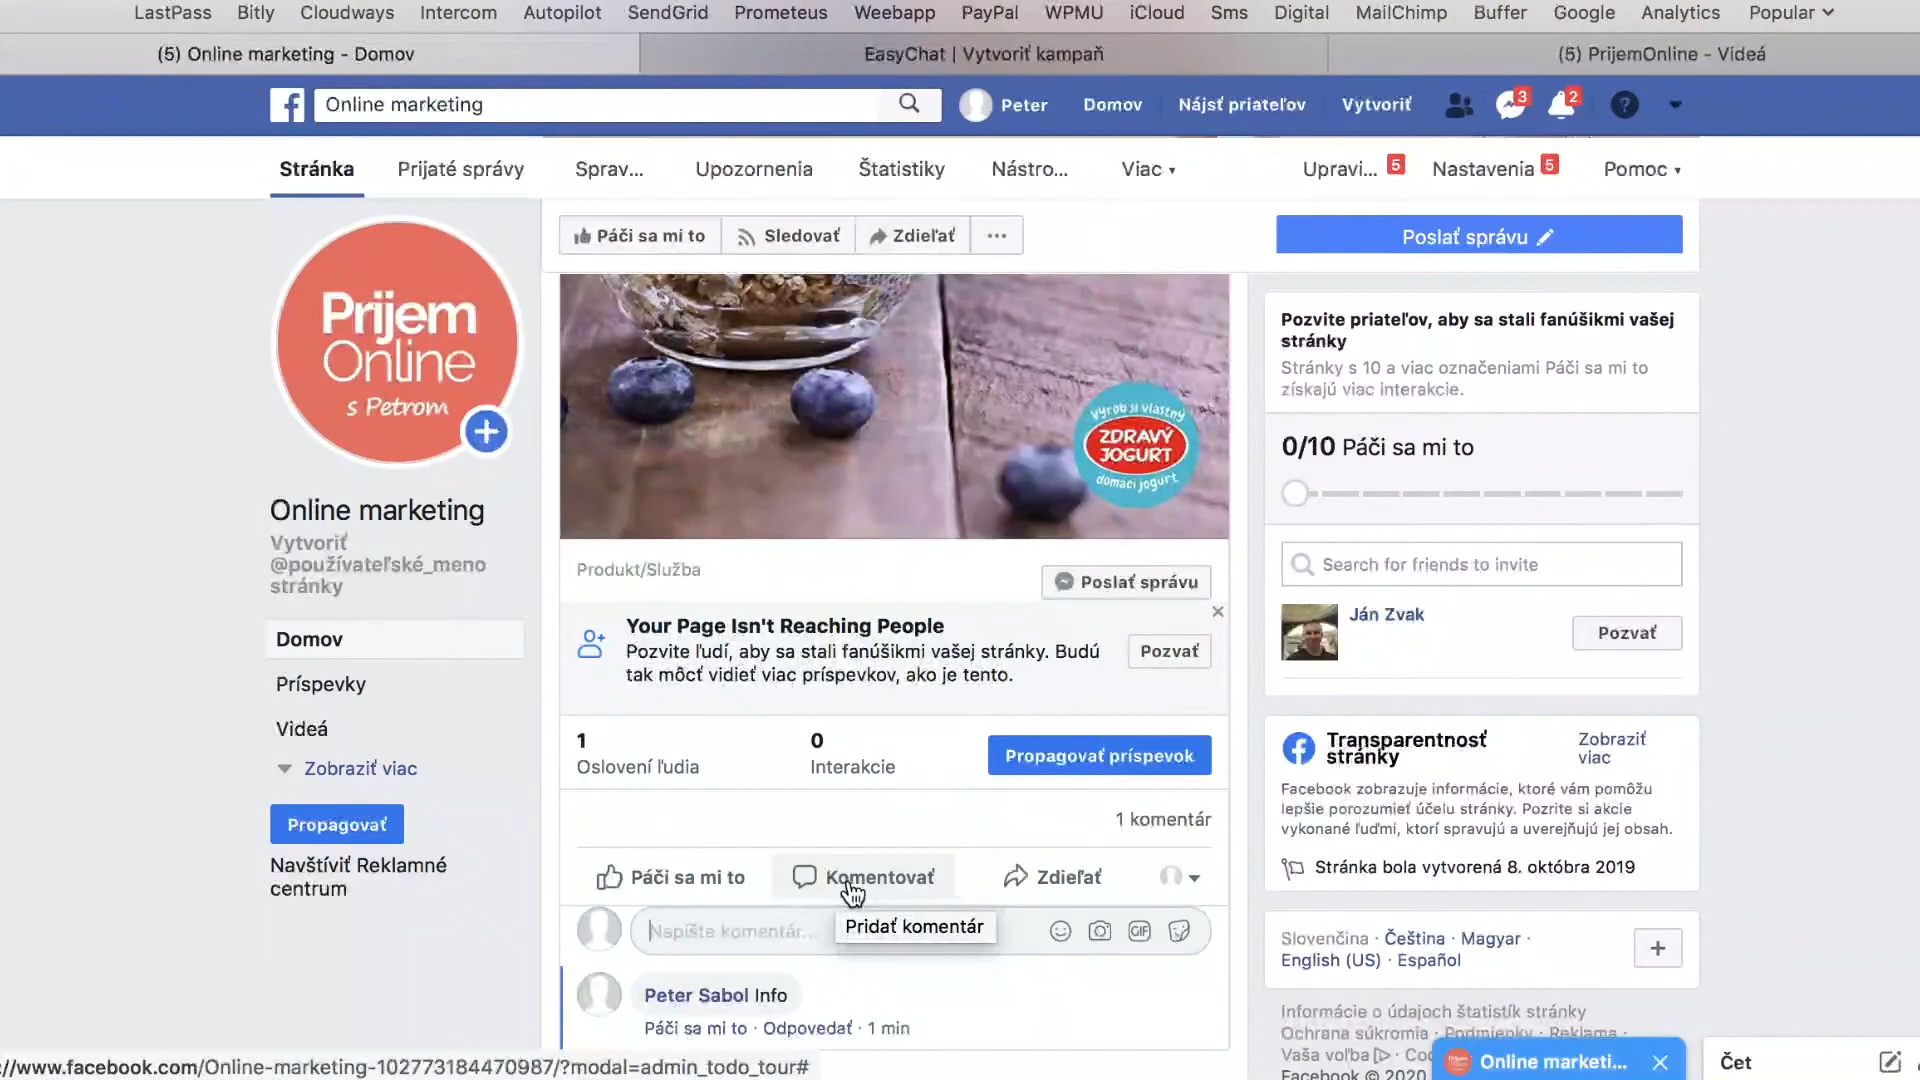 LastPass Bitly Cloudways Intercom Autopilot SendGrid Prometeus Weebapp PayPal WPMU iCloud Sms Digital MailChimp Buffer Google Analytics Popular
(5) Online marketing - Domov
EasyChat | Vytvoriť kampaň
(5) PrijemOnline - Videá
Online marketing
Peter
Domov
Nájsť priateľov
Vytvoriť
3
2
Stránka
Prijaté správy
Sprav...
Upozornenia
Štatistiky
Nástro...
Viac
Upravi... 5
Nastavenia 5
Pomoc
Prijem
Online
s Petrom
Online marketing
Vytvoriť
@používateľské_meno
stránky
Domov
Príspevky
Videá
Zobraziť viac
Propagovať
Navštíviť Reklamné
centrum
Páči sa mi to
Sledovať
Zdieľať
...
Poslať správu
vyrob si vlastný
ZDRAVÝ
JOGURT
domáci jogurt
Produkt/Služba
Poslať správu
Your Page Isn't Reaching People
Pozvite ľudí, aby sa stali fanúšikmi vašej stránky. Budú
tak môcť vidieť viac príspevkov, ako je tento.
Pozvať
1
Oslovení ľudia
0
Interakcie
Propagovať príspevok
1 komentár
Páči sa mi to
Komentovať
Zdieľať
Napíšte komentár...
Pridať komentár
GIF
Peter Sabol Info
Páči sa mi to · Odpovedať · 1 min
Pozvite priateľov, aby sa stali fanúšikmi vašej
stránky
Stránky s 10 a viac označeniami Páči sa mi to
získajú viac interakcie.
0/10 Páči sa mi to
Search for friends to invite
Ján Zvak
Pozvať
Transparentnosť
stránky
Zobraziť
viac
Facebook zobrazuje informácie, ktoré vám pomôžu
lepšie porozumieť účelu stránky. Pozrite si akcie
vykonané ľuďmi, ktorí spravujú a uverejňujú jej obsah.
Stránka bola vytvorená 8. októbra 2019
Slovenčina · Čeština · Magyar ·
English (US) · Español
Informácie o údajoch štatistík stránky
Ochrana súkromia · Podmienky · Reklama ·
Vaša voľba
Facebook © 2020
Online marketi...
Čet
://www.facebook.com/Online-marketing-102773184470987/?modal=admin_todo_tour#